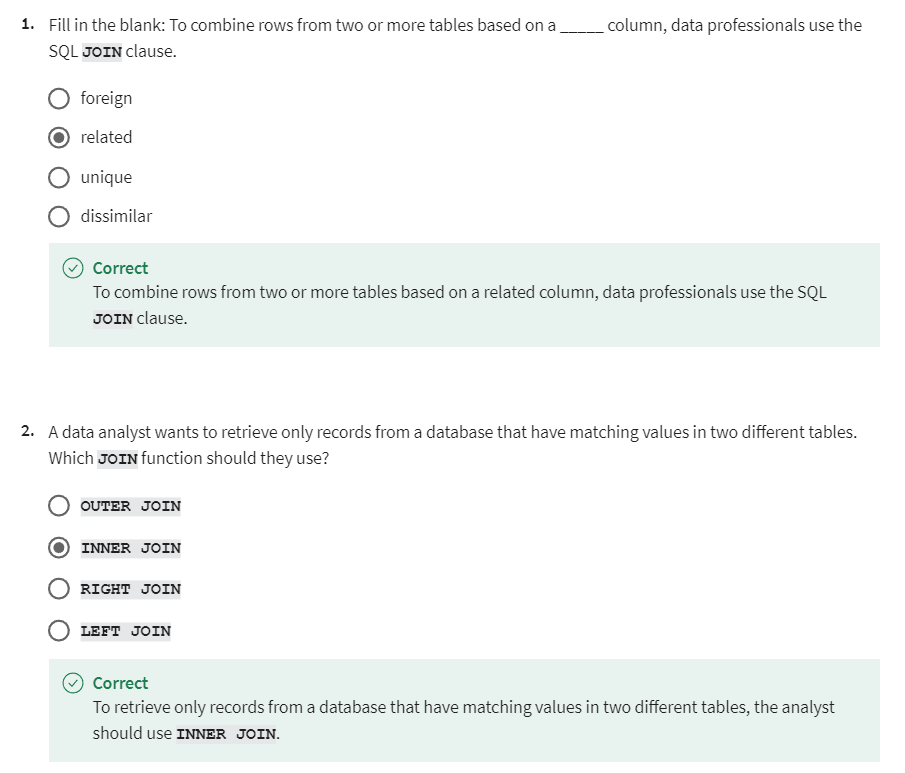 1. Fill in the blank: To combine rows from two or more tables based on a _____ column, data professionals use the
SQL JOIN clause.
foreign
related
unique
dissimilar
Correct
To combine rows from two or more tables based on a related column, data professionals use the SQL
JOIN clause.
2. A data analyst wants to retrieve only records from a database that have matching values in two different tables.
Which JOIN function should they use?
OUTER JOIN
INNER JOIN
RIGHT JOIN
LEFT JOIN
Correct
To retrieve only records from a database that have matching values in two different tables, the analyst
should use INNER JOIN.